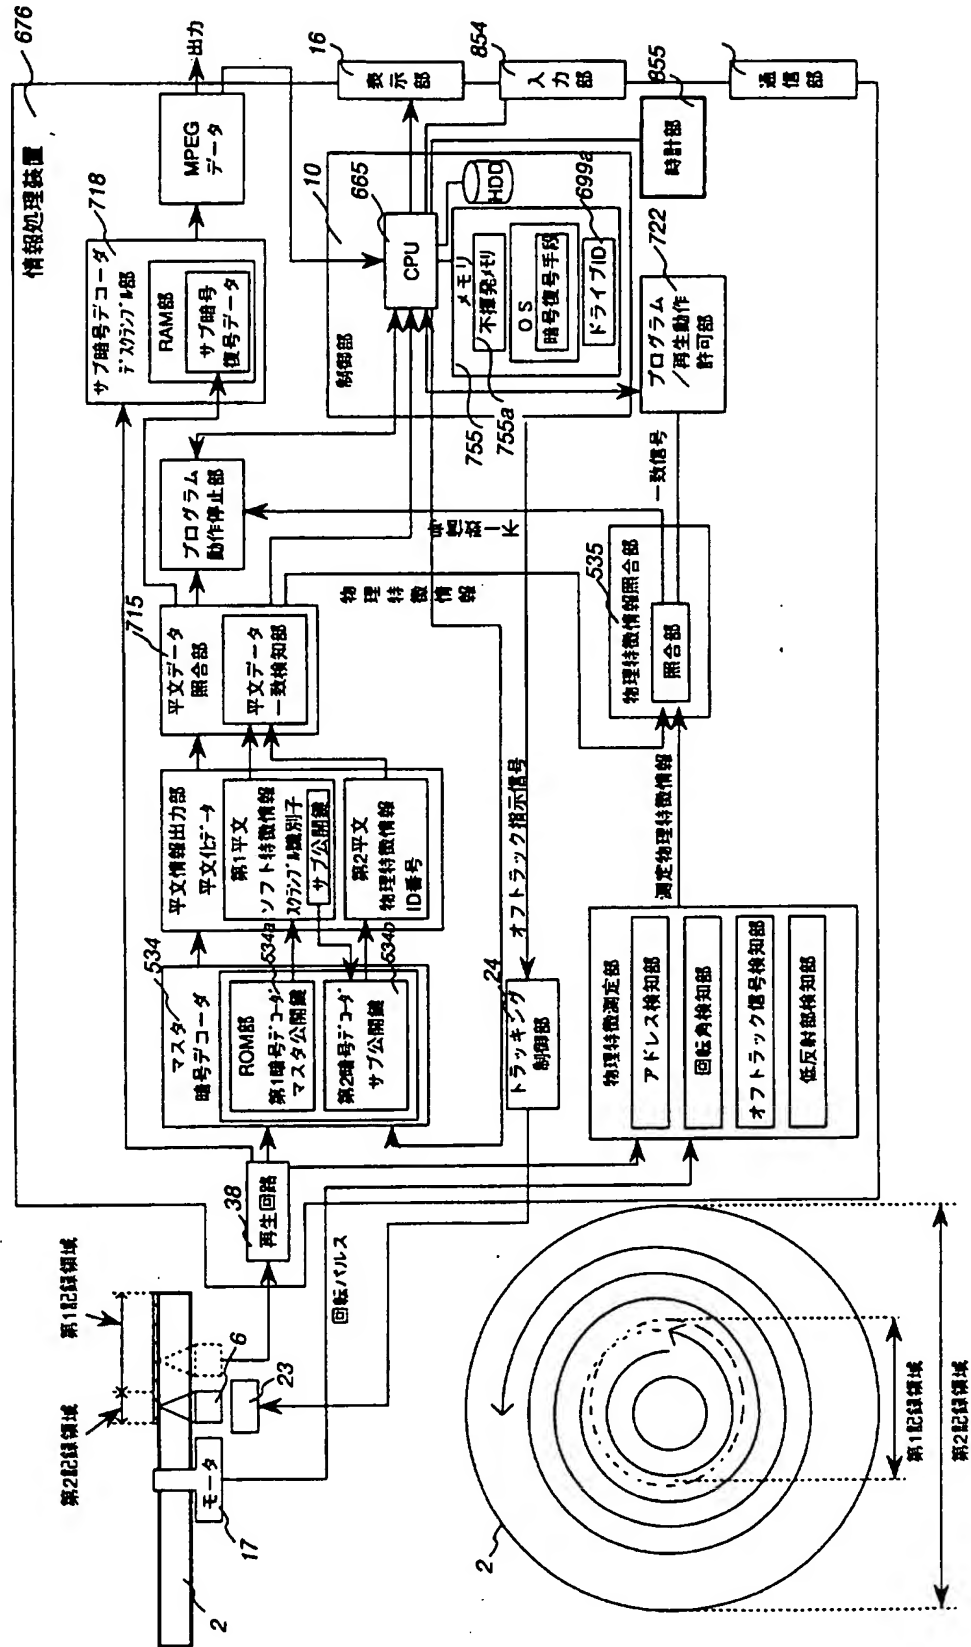 676
情報処理装置
出力
MPEG
データ
718
サブ暗号デコーダ
デスクランブル部
RAM部
サブ暗号
復号データ
16
表示部
854
入力部
通信部
855
時計部
10
制御部
665
CPU
HDD
メモリ
不揮発メモリ
OS
暗号復号手段
699a
ドライブID
755
755a
722
プログラム
/再生動作
許可部
一致信号
プログラム
動作停止部
715
平文データ
照合部
平文データ
一致検知部
物理特徴情報
535
物理特徴情報照合部
照合部
測定物理特徴情報
平文情報出力部
平文化データ
第1平文
ソフト特徴情報
スクランブル識別子
サブ公開鍵
第2平文
物理特徴情報
ID番号
オフトラック指示信号
534
マスタ
暗号デコーダ
ROM部
534a
第1暗号デコーダ
マスタ公開鍵
534b
第2暗号デコーダ
サブ公開鍵
24
トラッキング
制御部
物理特徴測定部
アドレス検知部
回転角検知部
オフトラック信号検知部
低反射部検知部
38
再生回路
回転パルス
第1記録領域
第2記録領域
6
23
モータ
17
2
2
第1記録領域
第2記録領域